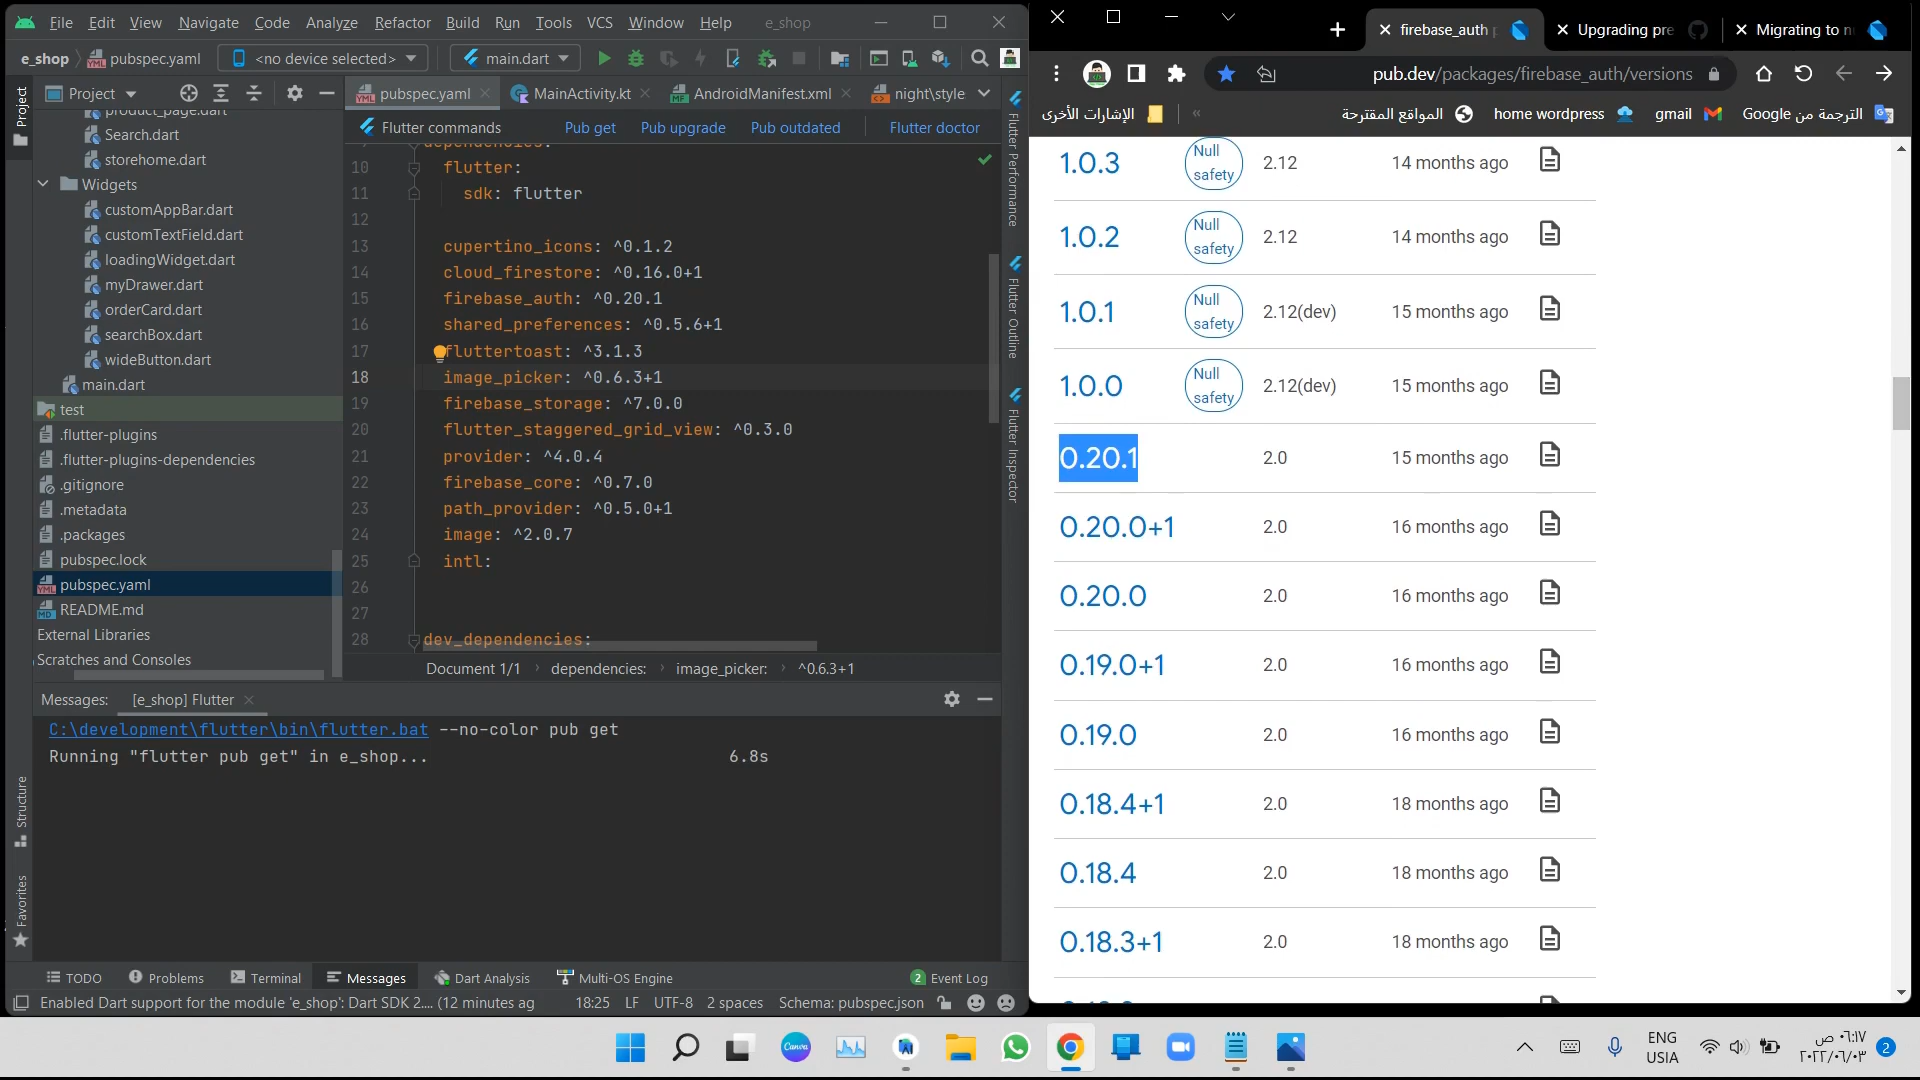 File Edit View Navigate Code Analyze Refactor Build Run Tools VCS Window Help e_shop
e_shop pubspec.yaml <no device selected> main.dart
Project
Project
product_page.dart
Search.dart
storehome.dart
Widgets
customAppBar.dart
customTextField.dart
loadingWidget.dart
myDrawer.dart
orderCard.dart
searchBox.dart
wideButton.dart
main.dart
test
.flutter-plugins
.flutter-plugins-dependencies
.gitignore
.metadata
.packages
pubspec.lock
pubspec.yaml
README.md
External Libraries
Scratches and Consoles
Structure
Favorites
pubspec.yaml MainActivity.kt AndroidManifest.xml night\style
Flutter commands Pub get Pub upgrade Pub outdated Flutter doctor
dependencies:
10 flutter:
11 sdk: flutter
12
13 cupertino_icons: ^0.1.2
14 cloud_firestore: ^0.16.0+1
15 firebase_auth: ^0.20.1
16 shared_preferences: ^0.5.6+1
17 fluttertoast: ^3.1.3
18 image_picker: ^0.6.3+1
19 firebase_storage: ^7.0.0
20 flutter_staggered_grid_view: ^0.3.0
21 provider: ^4.0.4
22 firebase_core: ^0.7.0
23 path_provider: ^0.5.0+1
24 image: ^2.0.7
25 intl:
26
27
28 dev_dependencies:
Document 1/1 › dependencies: › image_picker: › ^0.6.3+1
Flutter Performance
Flutter Outline
Flutter Inspector
Messages: [e_shop] Flutter
C:\development\flutter\bin\flutter.bat --no-color pub get
Running "flutter pub get" in e_shop... 6.8s
TODO Problems Terminal Messages Dart Analysis Multi-OS Engine 2 Event Log
Enabled Dart support for the module 'e_shop': Dart SDK 2.... (12 minutes ag 18:25 LF UTF-8 2 spaces Schema: pubspec.json
firebase_auth p Upgrading pre Migrating to n
pub.dev/packages/firebase_auth/versions
الإشارات الأخرى « المواقع المقترحة home wordpress gmail الترجمة من Google
1.0.3 Null safety 2.12 14 months ago
1.0.2 Null safety 2.12 14 months ago
1.0.1 Null safety 2.12(dev) 15 months ago
1.0.0 Null safety 2.12(dev) 15 months ago
0.20.1 2.0 15 months ago
0.20.0+1 2.0 16 months ago
0.20.0 2.0 16 months ago
0.19.0+1 2.0 16 months ago
0.19.0 2.0 16 months ago
0.18.4+1 2.0 18 months ago
0.18.4 2.0 18 months ago
0.18.3+1 2.0 18 months ago
Canva
ENG
USIA
٠٦:١٧ ص
٢٠٢٢/٠٦/٠٣
2